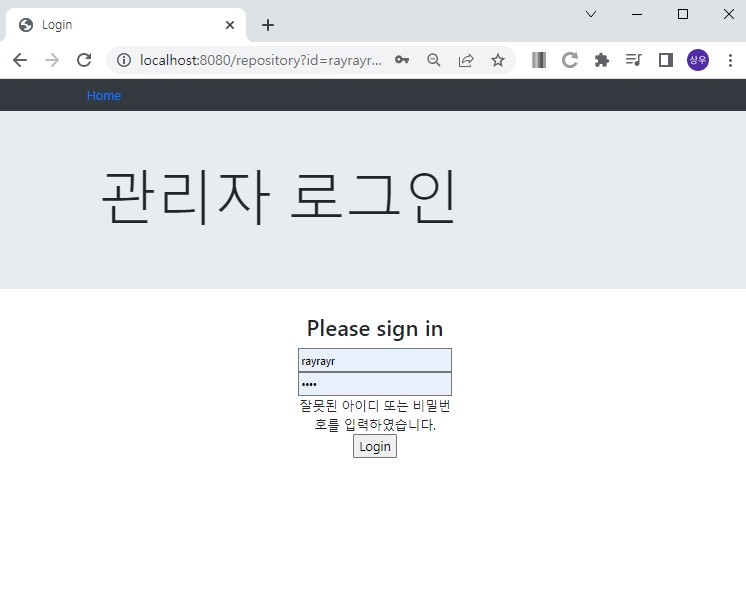 Login
localhost:8080/repository?id=rayrayr...
상우
Home
관리자 로그인
Please sign in
rayrayr
••••
잘못된 아이디 또는 비밀번
호를 입력하였습니다.
Login